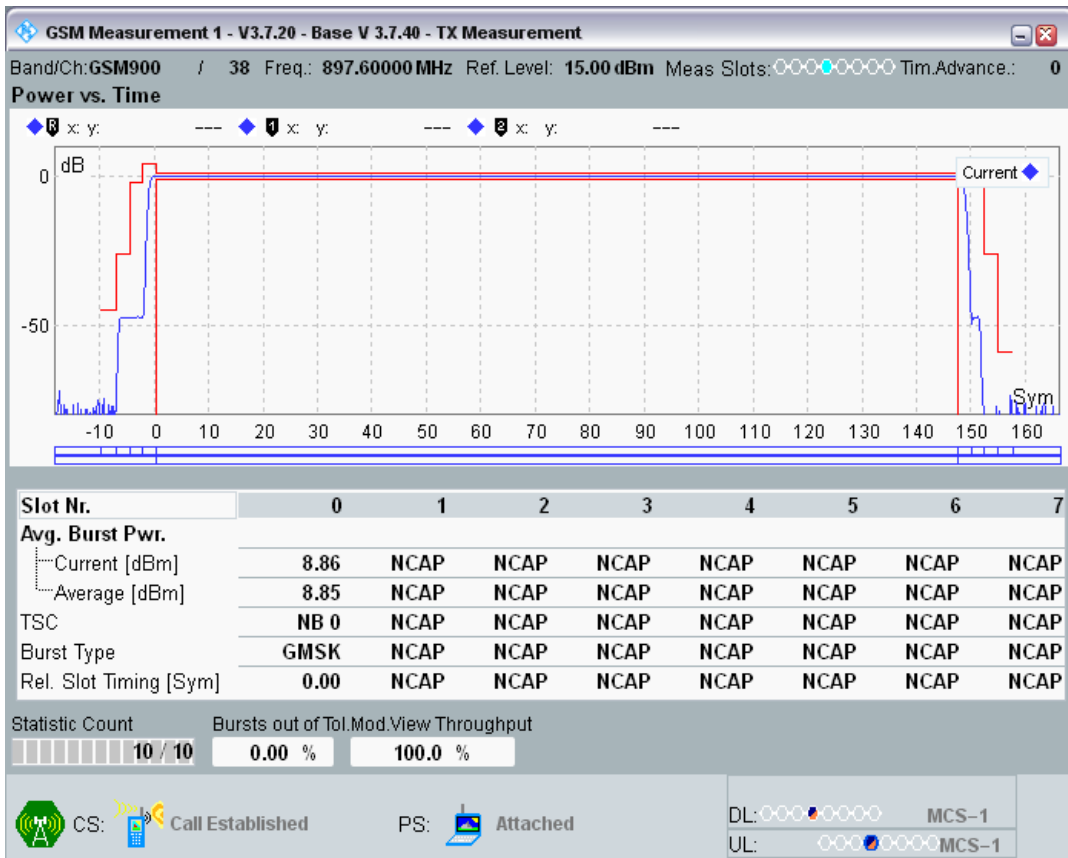 GSM Measurement 1 - V3.7.20 - Base V 3.7.40 - TX Measurement
Band/Ch:GSM900 / 38 Freq.: 897.60000 MHz Ref. Level: 15.00 dBm Meas Slots: Tim.Advance.: 0
Power vs. Time
R x: y: --- 1 x: y: --- 2 x: y: ---
dB
Current
0
-50
Sym
-10 0 10 20 30 40 50 60 70 80 90 100 110 120 130 140 150 160
Slot Nr. 0 1 2 3 4 5 6 7
Avg. Burst Pwr.
Current [dBm] 8.86 NCAP NCAP NCAP NCAP NCAP NCAP NCAP
Average [dBm] 8.85 NCAP NCAP NCAP NCAP NCAP NCAP NCAP
TSC NB 0 NCAP NCAP NCAP NCAP NCAP NCAP NCAP
Burst Type GMSK NCAP NCAP NCAP NCAP NCAP NCAP NCAP
Rel. Slot Timing [Sym] 0.00 NCAP NCAP NCAP NCAP NCAP NCAP NCAP
Statistic Count Bursts out of Tol.Mod.View Throughput
10 / 10 0.00 % 100.0 %
CS: Call Established PS: Attached
DL: MCS-1
UL: MCS-1